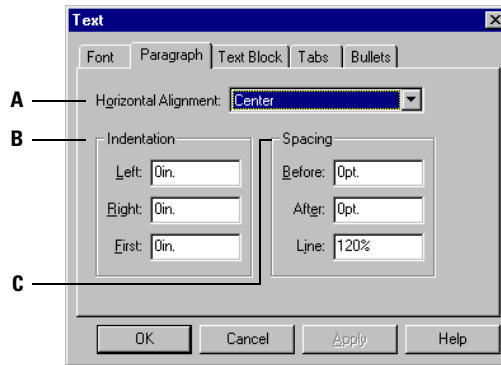 Text
Font Paragraph Text Block Tabs Bullets
A Horizontal Alignment: Center
B Indentation Spacing
Left: 0in. Before: 0pt.
Right: 0in. After: 0pt.
First: 0in. Line: 120%
C
OK Cancel Apply Help